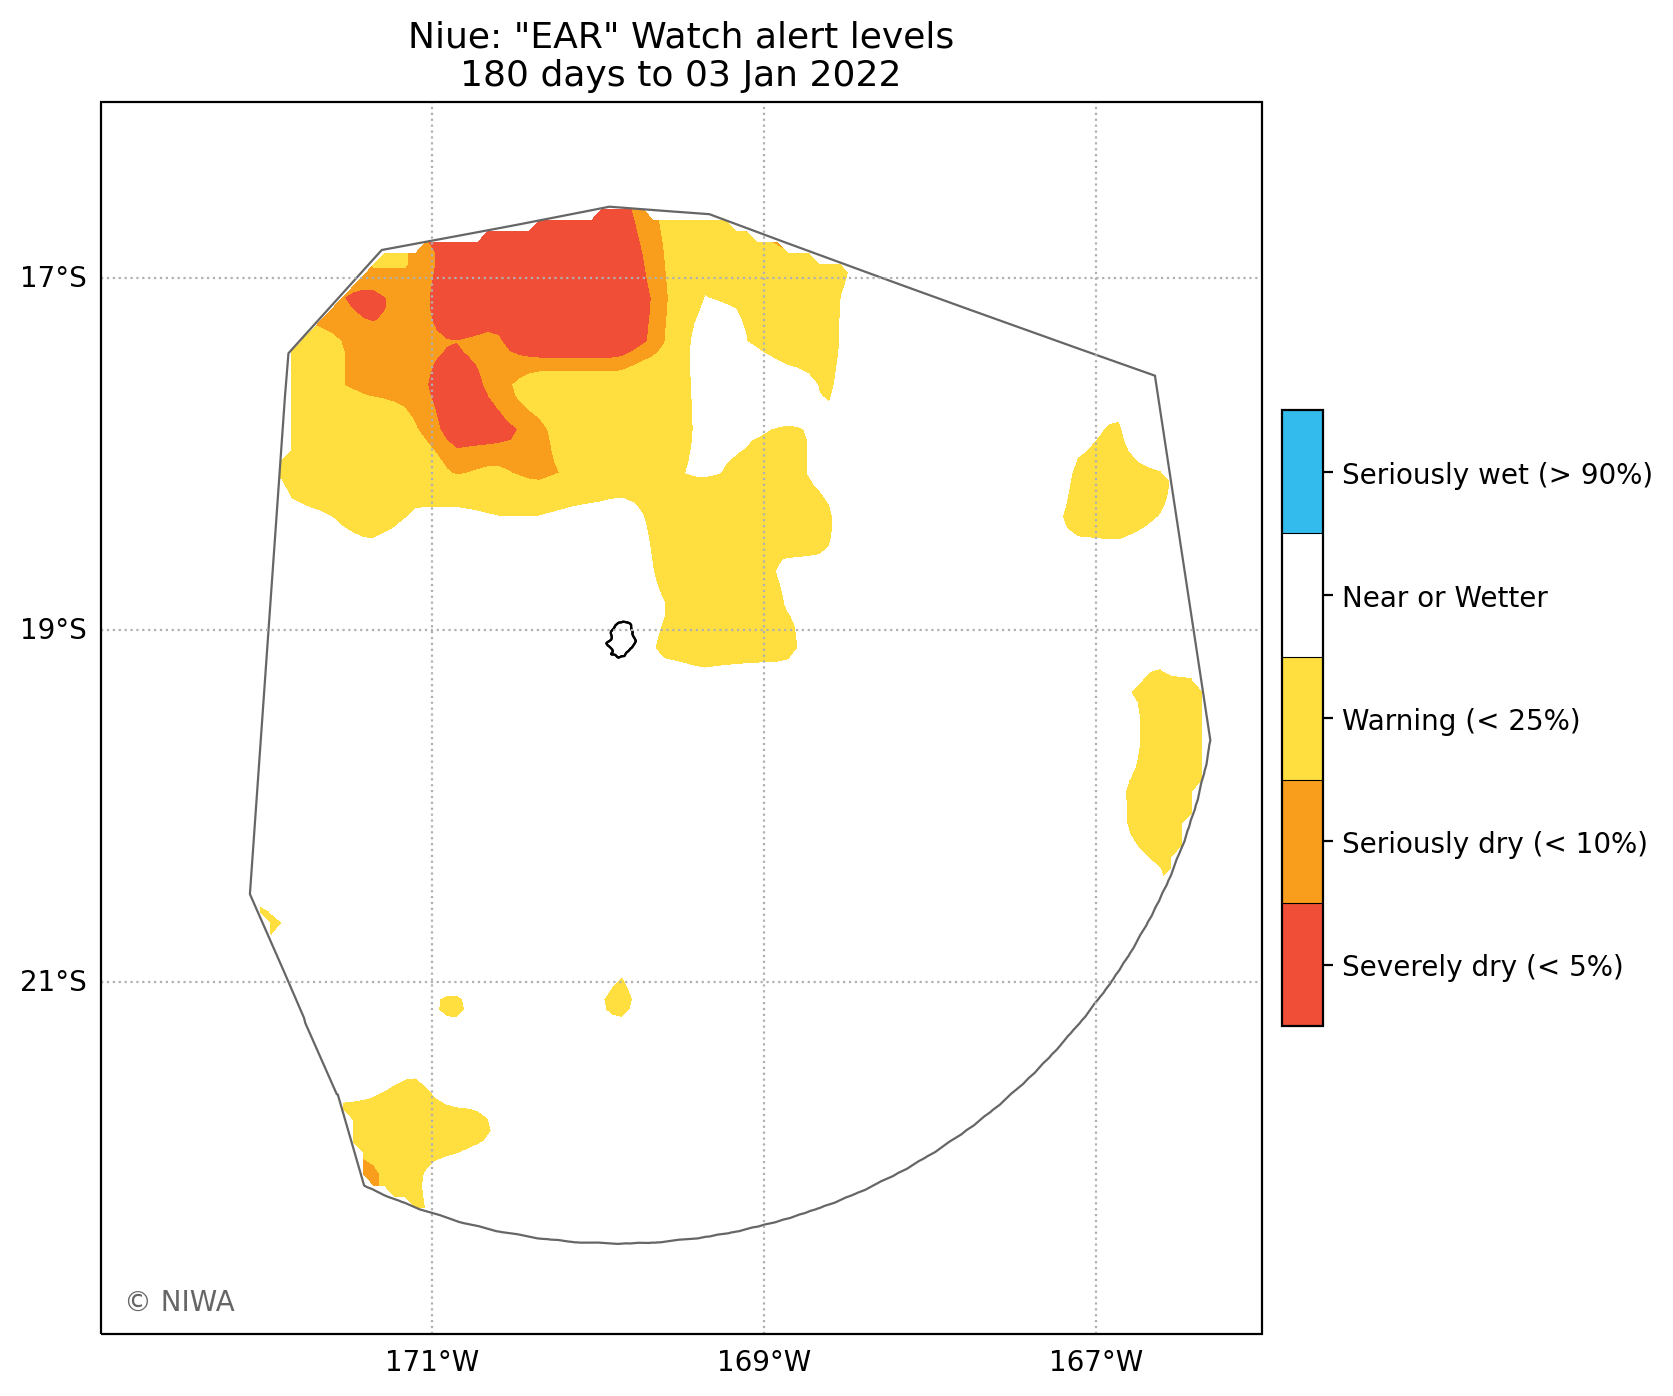 Niue: "EAR" Watch alert levels
180 days to 03 Jan 2022
17°S
19°S
21°S
171°W
169°W
167°W
Seriously wet (> 90%)
Near or Wetter
Warning (< 25%)
Seriously dry (< 10%)
Severely dry (< 5%)
© NIWA